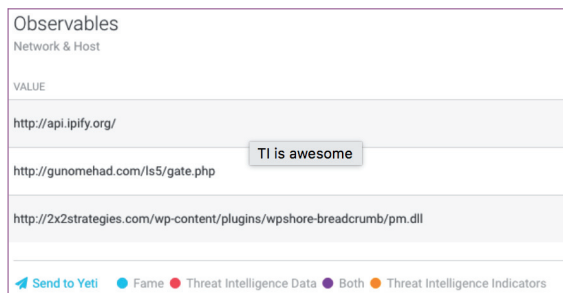 Observables
Network & Host
VALUE
http://api.ipify.org/
TI is awesome
http://gunomehad.com/ls5/gate.php
http://2x2strategies.com/wp-content/plugins/wpshore-breadcrumb/pm.dll
Send to Yeti Fame Threat Intelligence Data Both Threat Intelligence Indicators